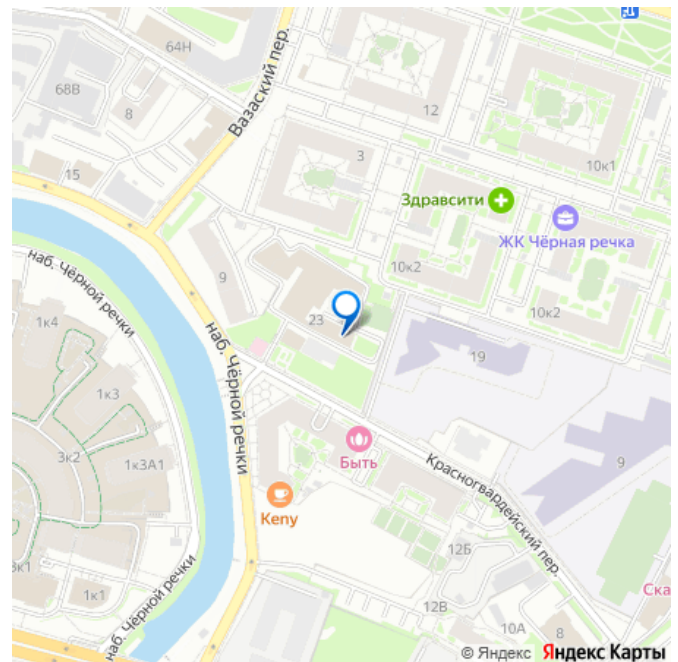 64Н
Вазаский пер.
68В
8
12
15
3
10к1
Здравсити
ЖК Чёрная речка
наб. Чёрной речки
9
10к2
10к2
1к4
23
19
наб. Чёрной речки
1к3
3к2
1к3А1
Быть
Красногвардейский пер.
9
Keny
12Б
3к1
1к1
наб. Чёрной речки
12В
Ска
10А
8
© Яндекс Яндекс Карты